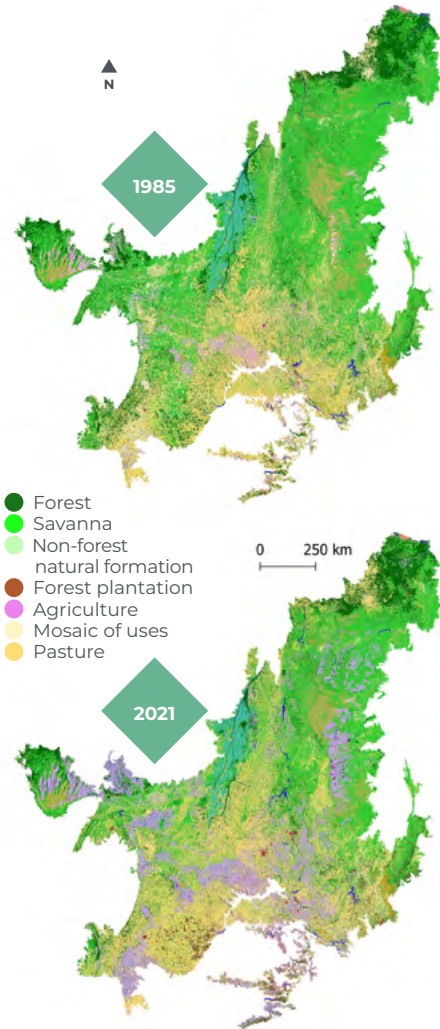 N
1985
Forest
Savanna
Non-forest
natural formation
Forest plantation
Agriculture
Mosaic of uses
Pasture
0 250 km
2021